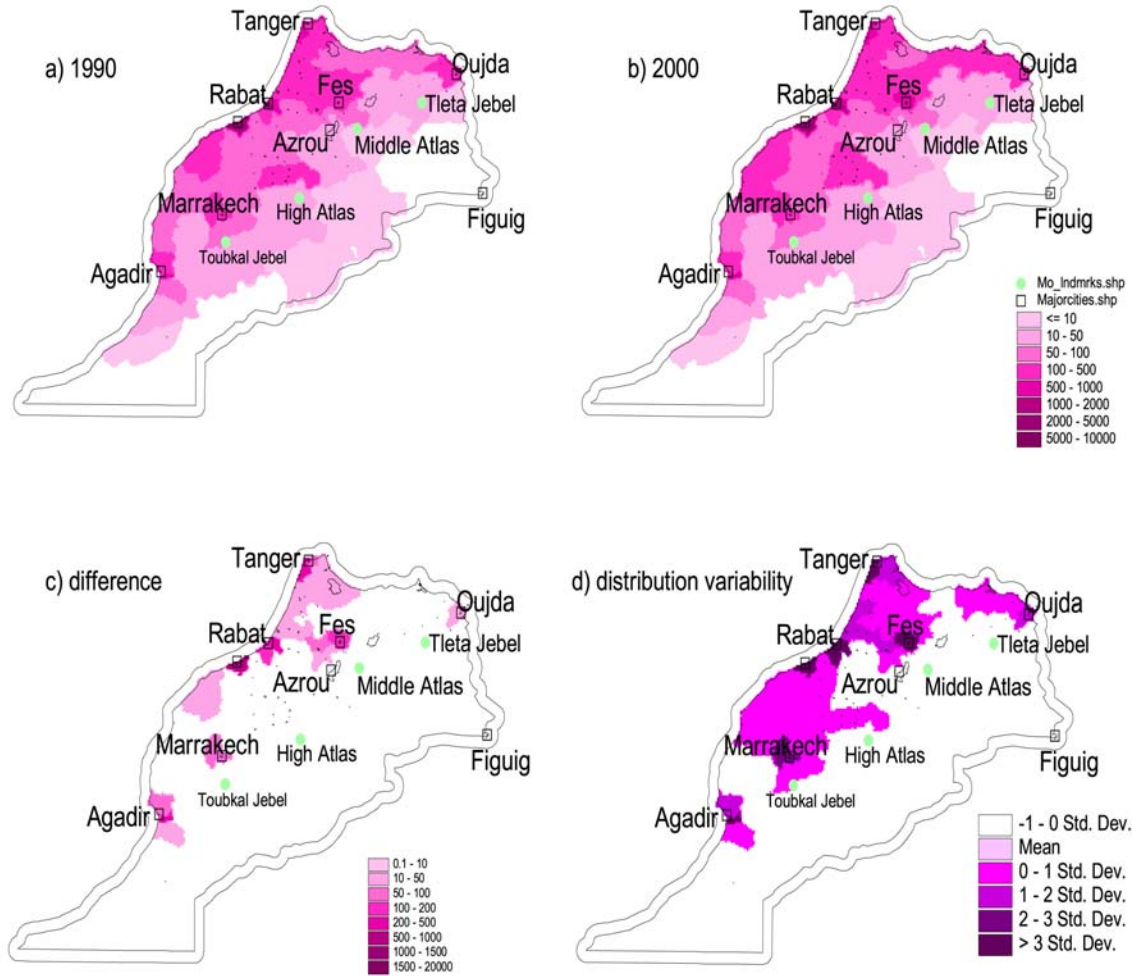 a) 1990
Tanger
Oujda
Rabat
Fes
Tleta Jebel
Azrou
Middle Atlas
Marrakech
High Atlas
Figuig
Toubkal Jebel
Agadir
b) 2000
Tanger
Oujda
Rabat
Fes
Tleta Jebel
Azrou
Middle Atlas
Marrakech
High Atlas
Figuig
Toubkal Jebel
Agadir
Mo_lndmrks.shp
Majorcities.shp
<= 10
10 - 50
50 - 100
100 - 500
500 - 1000
1000 - 2000
2000 - 5000
5000 - 10000
c) difference
Tanger
Oujda
Rabat
Fes
Tleta Jebel
Azrou
Middle Atlas
Marrakech
High Atlas
Figuig
Toubkal Jebel
Agadir
0.1 - 10
10 - 50
50 - 100
100 - 200
200 - 500
500 - 1000
1000 - 1500
1500 - 20000
d) distribution variability
Tanger
Oujda
Rabat
Fes
Tleta Jebel
Azrou
Middle Atlas
Marrakech
High Atlas
Figuig
Toubkal Jebel
Agadir
-1 - 0 Std. Dev.
Mean
0 - 1 Std. Dev.
1 - 2 Std. Dev.
2 - 3 Std. Dev.
> 3 Std. Dev.